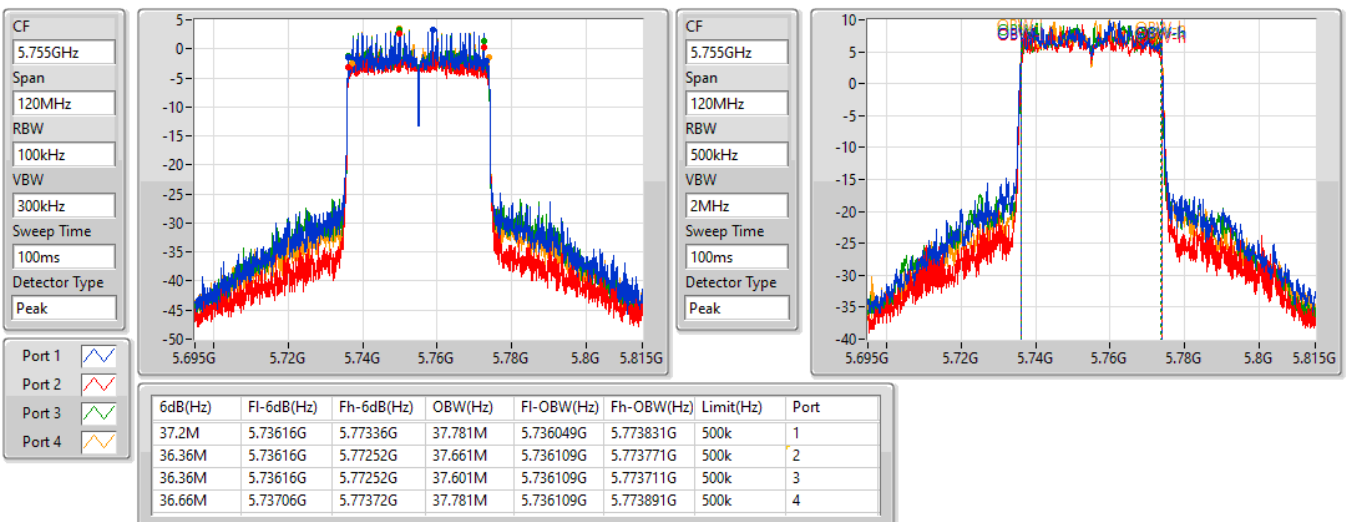 CF
5.755GHz
Span
120MHz
RBW
100kHz
VBW
300kHz
Sweep Time
100ms
Detector Type
Peak
5
0
-5
-10
-15
-20
-25
-30
-35
-40
-45
-50
5.695G 5.72G 5.74G 5.76G 5.78G 5.8G 5.815G
CF
5.755GHz
Span
120MHz
RBW
500kHz
VBW
2MHz
Sweep Time
100ms
Detector Type
Peak
10
5
0
-5
-10
-15
-20
-25
-30
-35
-40
5.695G 5.72G 5.74G 5.76G 5.78G 5.8G 5.815G
Port 1
Port 2
Port 3
Port 4
6dB(Hz) Fl-6dB(Hz) Fh-6dB(Hz) OBW(Hz) Fl-OBW(Hz) Fh-OBW(Hz) Limit(Hz) Port
37.2M 5.73616G 5.77336G 37.781M 5.736049G 5.773831G 500k 1
36.36M 5.73616G 5.77252G 37.661M 5.736109G 5.773771G 500k 2
36.36M 5.73616G 5.77252G 37.601M 5.736109G 5.773711G 500k 3
36.66M 5.73706G 5.77372G 37.781M 5.736109G 5.773891G 500k 4